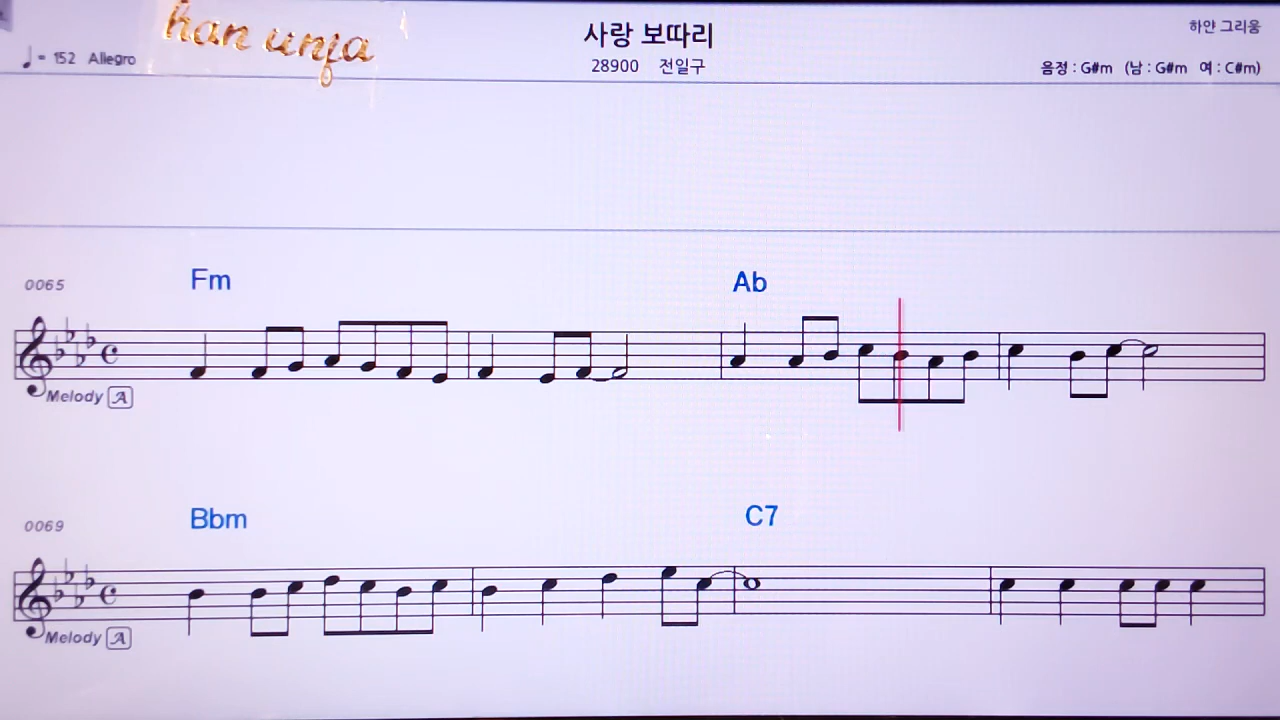 han unja
사랑 보따리
하얀 그리움
♩= 152 Allegro
28900 전일구
음정 : G#m (남 : G#m 여 : C#m)
0065 Fm Ab
Melody A
0069 Bbm C7
Melody A